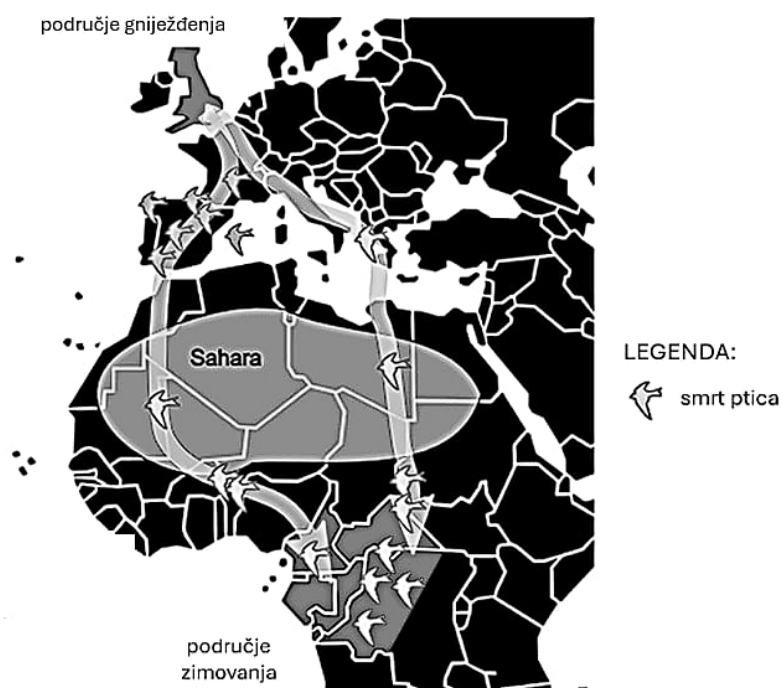 područje gniježđenja
Sahara
LEGENDA:
smrt ptica
područje
zimovanja